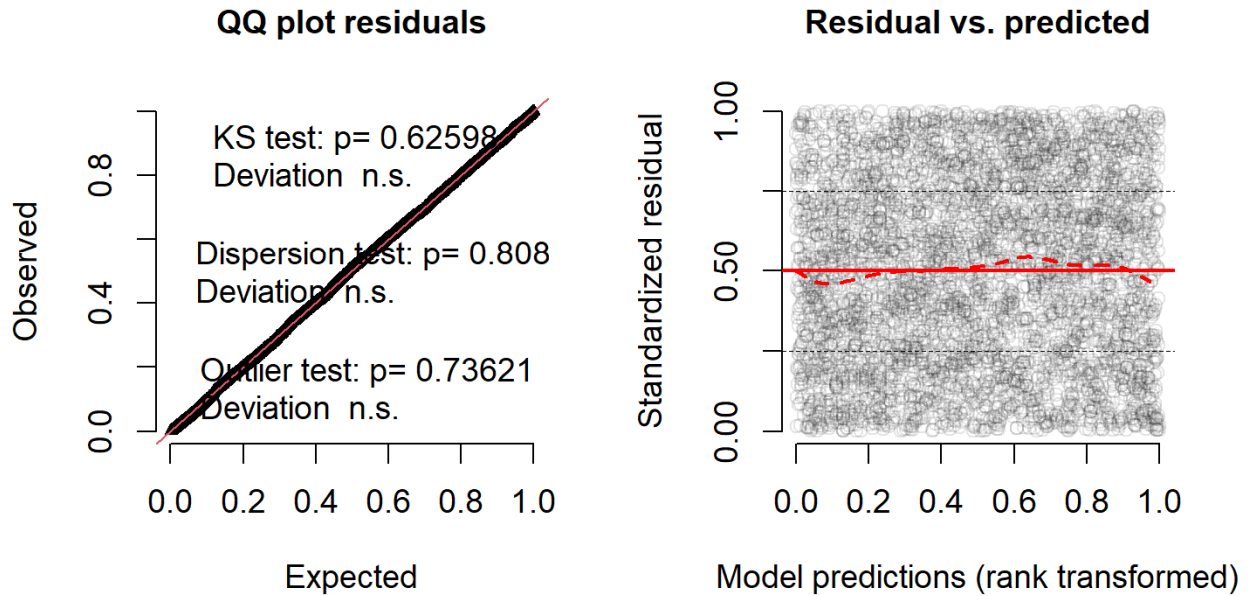 QQ plot residuals
Observed
0.0
0.4
0.8
KS test: p= 0.62598
Deviation  n.s.
Dispersion test: p= 0.808
Deviation  n.s.
Outlier test: p= 0.73621
Deviation  n.s.
0.0 0.2 0.4 0.6 0.8 1.0
Expected
Residual vs. predicted
Standardized residual
0.00
0.50
1.00
0.0 0.2 0.4 0.6 0.8 1.0
Model predictions (rank transformed)